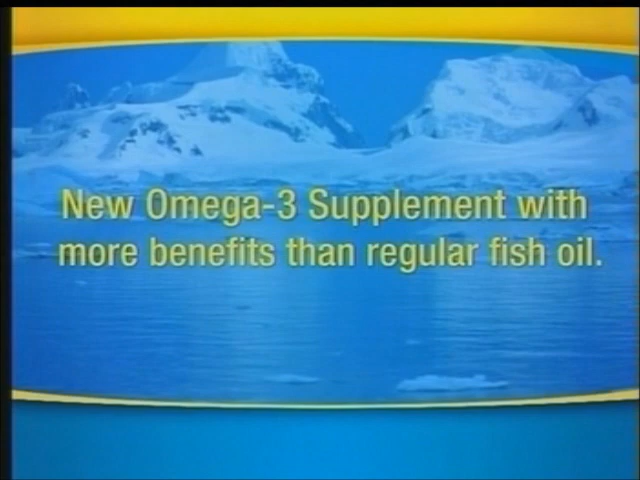 New Omega-3 Supplement with
more benefits than regular fish oil.